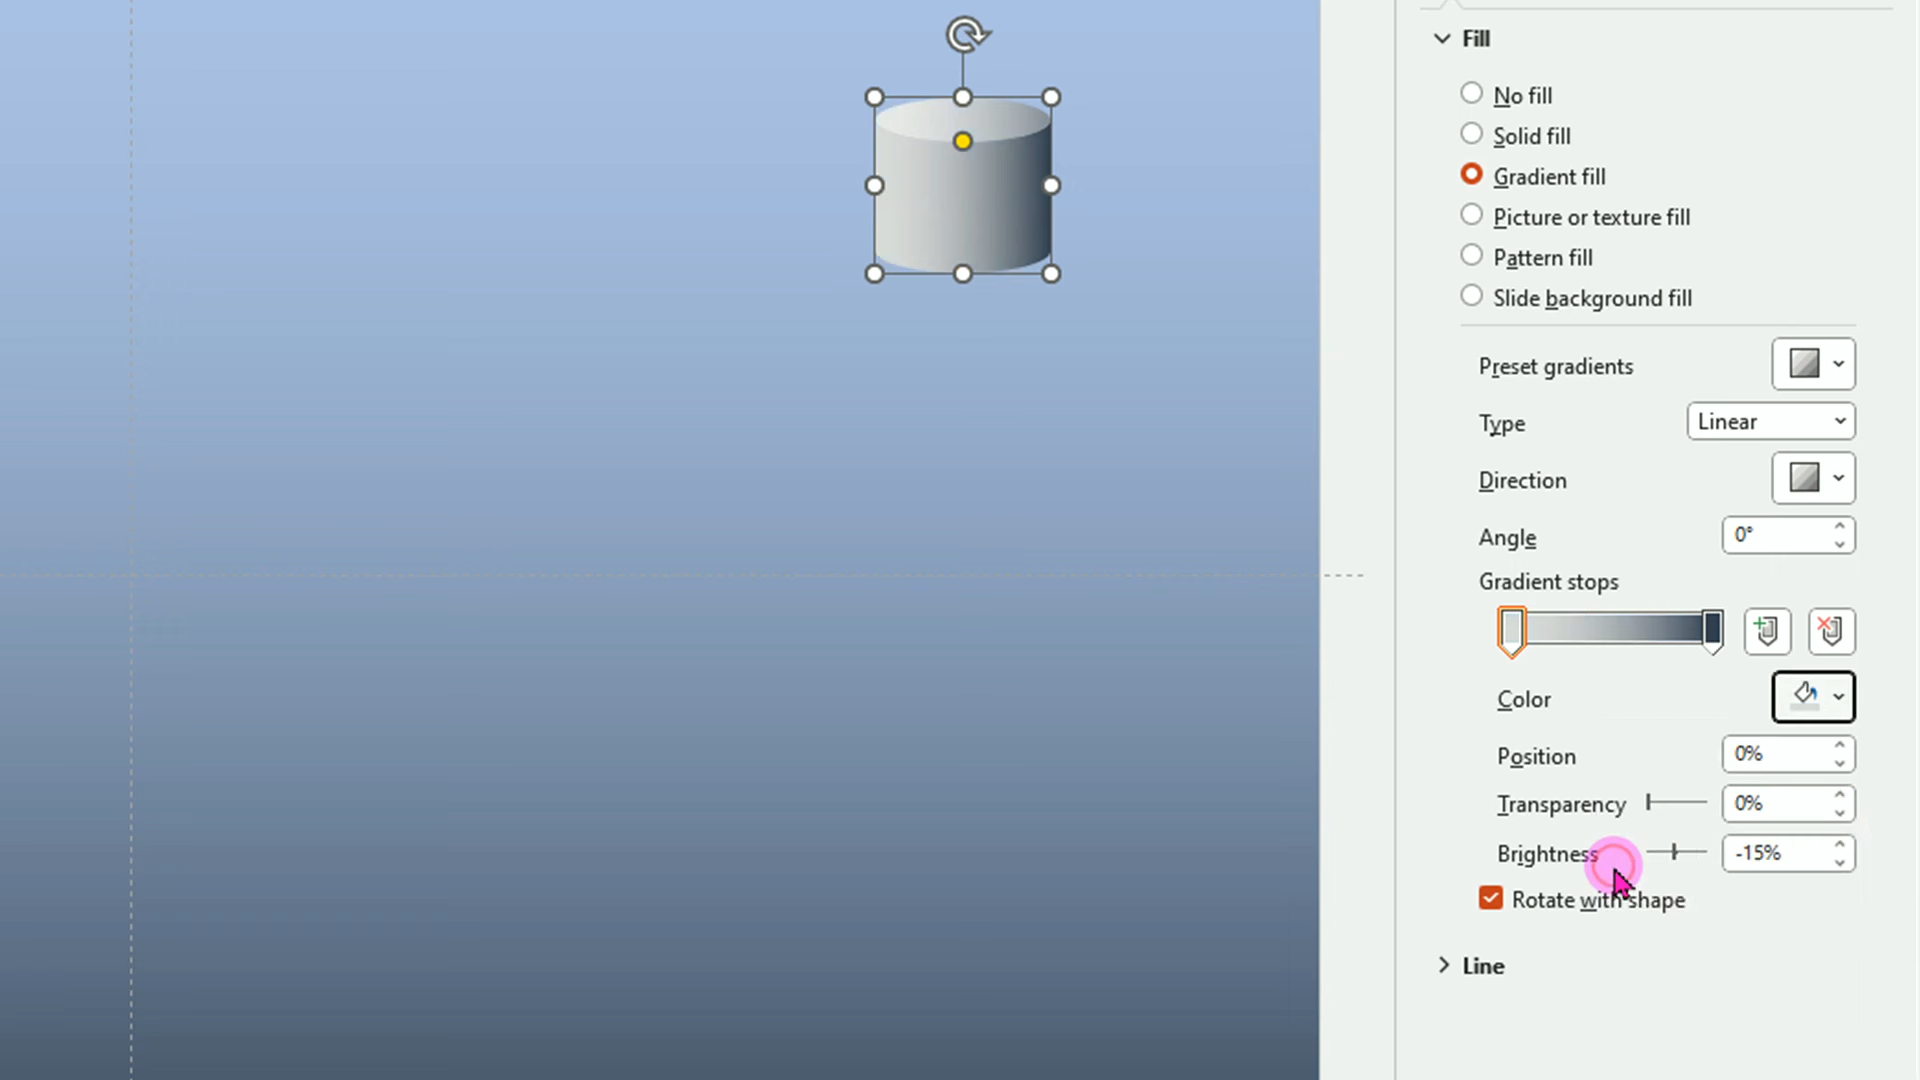 Fill
No fill
Solid fill
Gradient fill
Picture or texture fill
Pattern fill
Slide background fill
Preset gradients
Type Linear
Direction
Angle 0°
Gradient stops
Color
Position 0%
Transparency 0%
Brightness -15%
Rotate with shape
Line